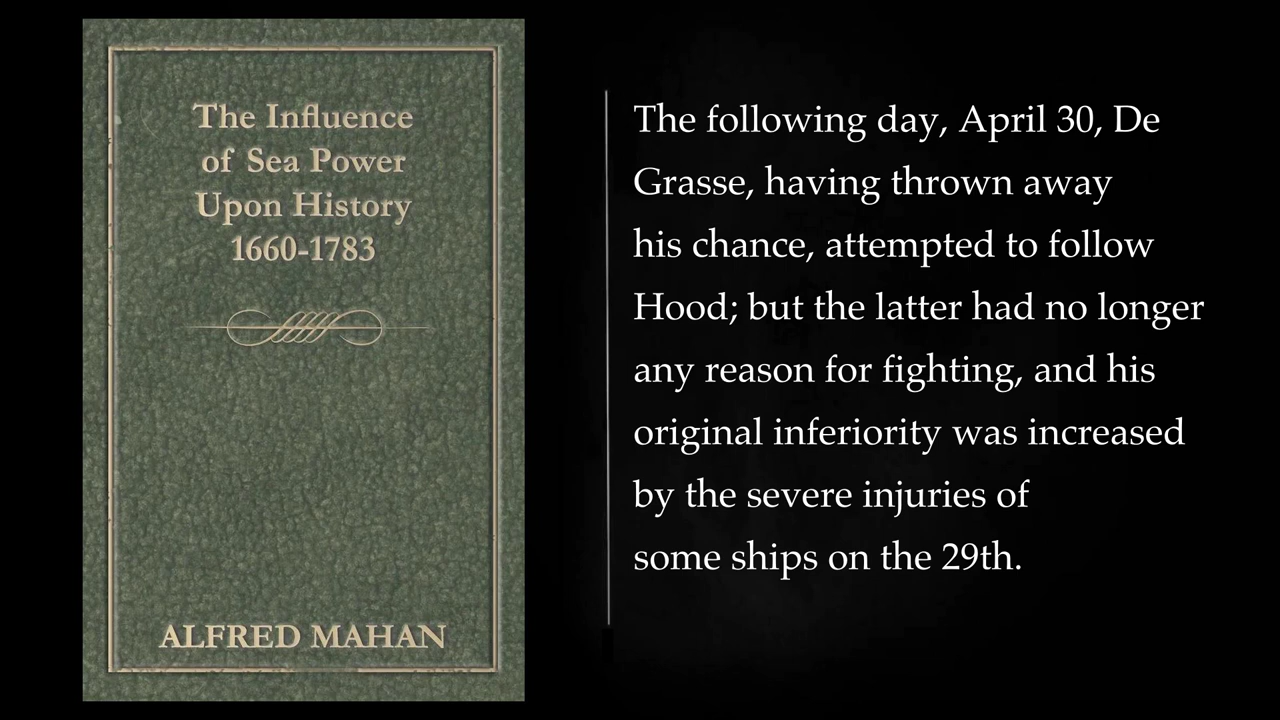 The Influence
of Sea Power
Upon History
1660-1783
ALFRED MAHAN
The following day, April 30, De
Grasse, having thrown away
his chance, attempted to follow
Hood; but the latter had no longer
any reason for fighting, and his
original inferiority was increased
by the severe injuries of
some ships on the 29th.